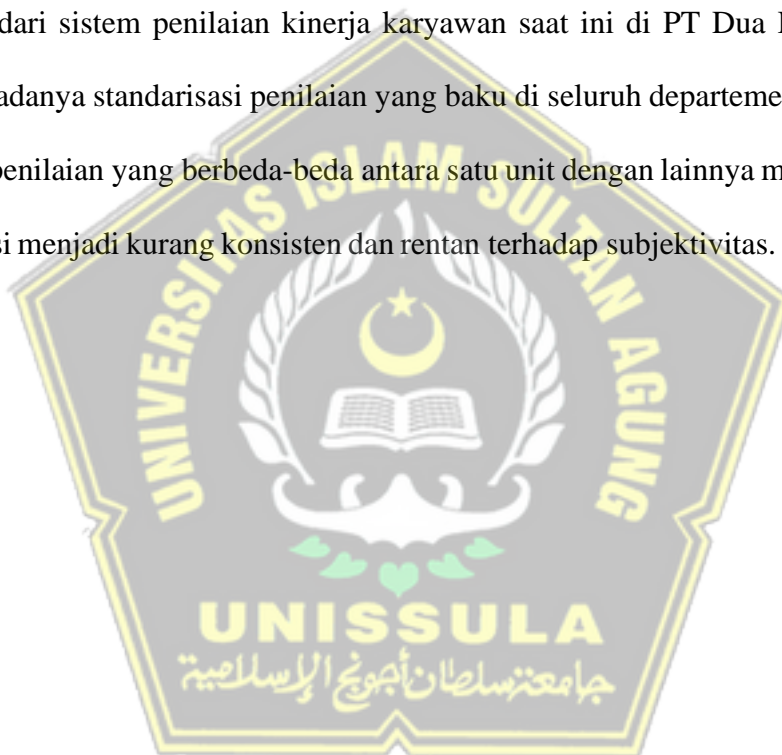 dari sistem penilaian kinerja karyawan saat ini di PT Dua
adanya standarisasi penilaian yang baku di seluruh departeme
penilaian yang berbeda-beda antara satu unit dengan lainnya m
si menjadi kurang konsisten dan rentan terhadap subjektivitas.
UNIVERSITAS ISLAM SULTAN AGUNG
UNISSULA
جامعة سلطان أجونج الإسلامية